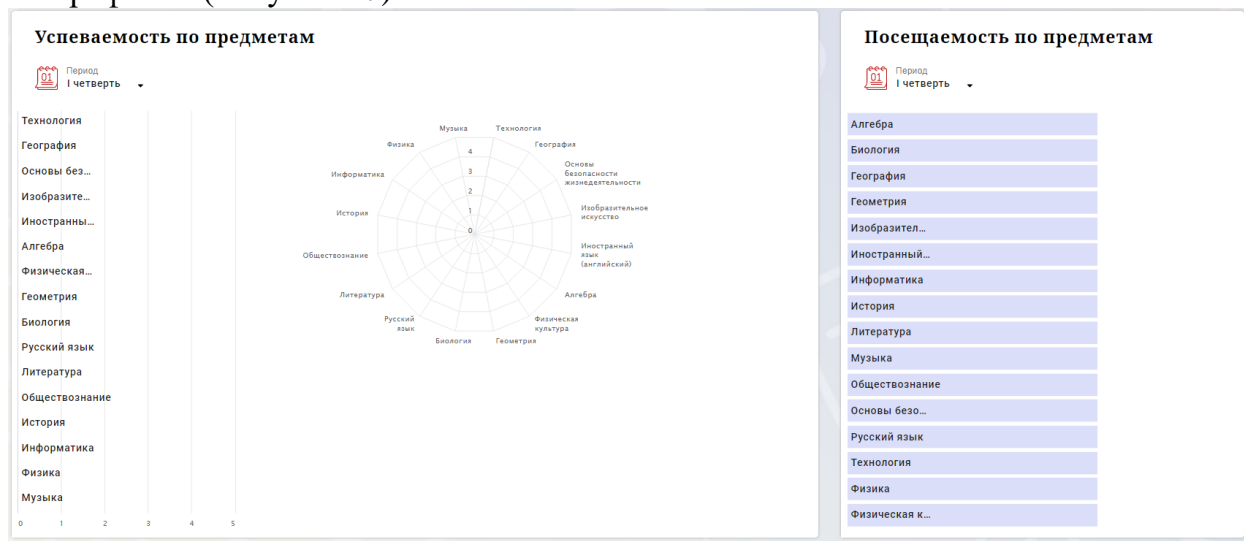 Успеваемость по предметам
01
Период
I четверть
Технология
География
Основы без...
Изобразите...
Иностранны...
Алгебра
Физическая...
Геометрия
Биология
Русский язык
Литература
Обществознание
История
Информатика
Физика
Музыка
0 1 2 3 4 5
Музыка
Технология
География
Основы
безопасности
жизнедеятельности
Изобразительное
искусство
Иностранный
язык
(английский)
Алгебра
Физическая
культура
Геометрия
Биология
Русский
язык
Литература
Обществознание
История
Информатика
Физика
4
3
2
1
0
Посещаемость по предметам
01
Период
I четверть
Алгебра
Биология
География
Геометрия
Изобразител...
Иностранный...
Информатика
История
Литература
Музыка
Обществознание
Основы безо...
Русский язык
Технология
Физика
Физическая к...